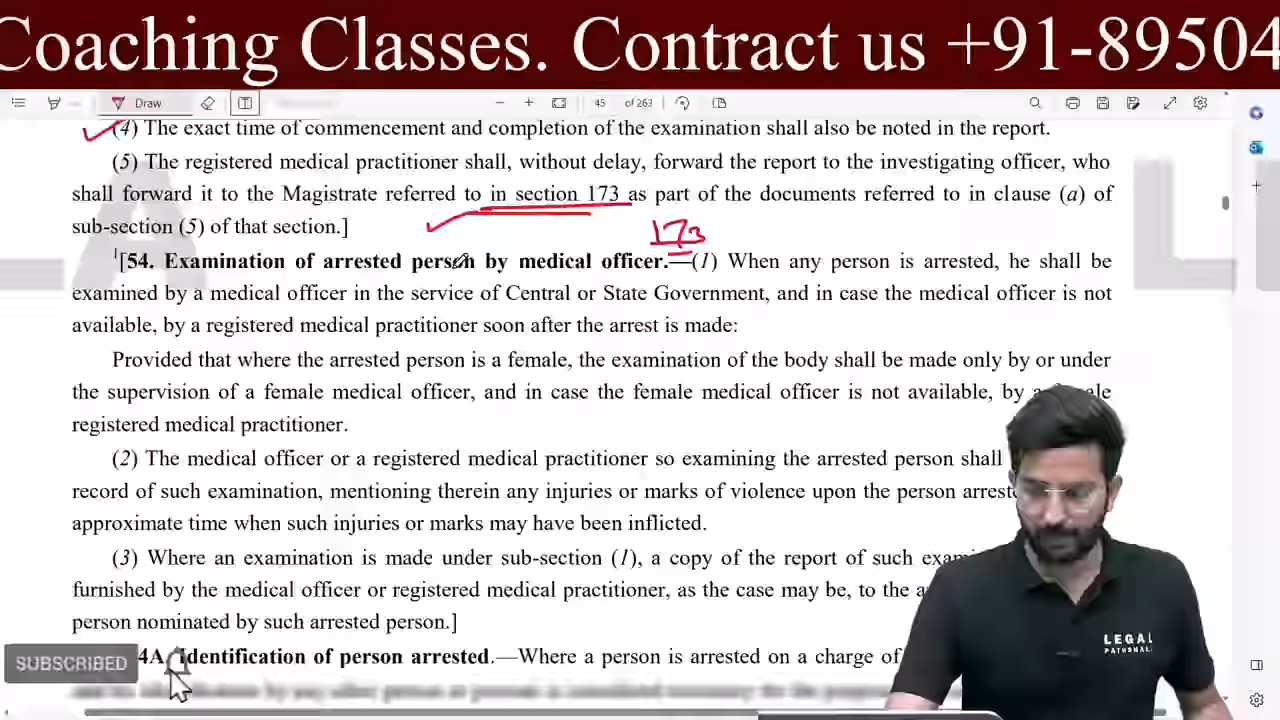 Coaching Classes. Contract us +91-89504
Draw
45 of 263
(4) The exact time of commencement and completion of the examination shall also be noted in the report.
(5) The registered medical practitioner shall, without delay, forward the report to the investigating officer, who
shall forward it to the Magistrate referred to in section 173 as part of the documents referred to in clause (a) of
sub-section (5) of that section.]
173
1[54. Examination of arrested person by medical officer.—(1) When any person is arrested, he shall be
examined by a medical officer in the service of Central or State Government, and in case the medical officer is not
available, by a registered medical practitioner soon after the arrest is made:
Provided that where the arrested person is a female, the examination of the body shall be made only by or under
the supervision of a female medical officer, and in case the female medical officer is not available, by a
registered medical practitioner.
(2) The medical officer or a registered medical practitioner so examining the arrested person shall
record of such examination, mentioning therein any injuries or marks of violence upon the person
approximate time when such injuries or marks may have been inflicted.
(3) Where an examination is made under sub-section (1), a copy of the report of such
furnished by the medical officer or registered medical practitioner, as the case may be, to the
person nominated by such arrested person.]
4A. Identification of person arrested.—Where a person is arrested on a charge of
SUBSCRIBED
LEGAL